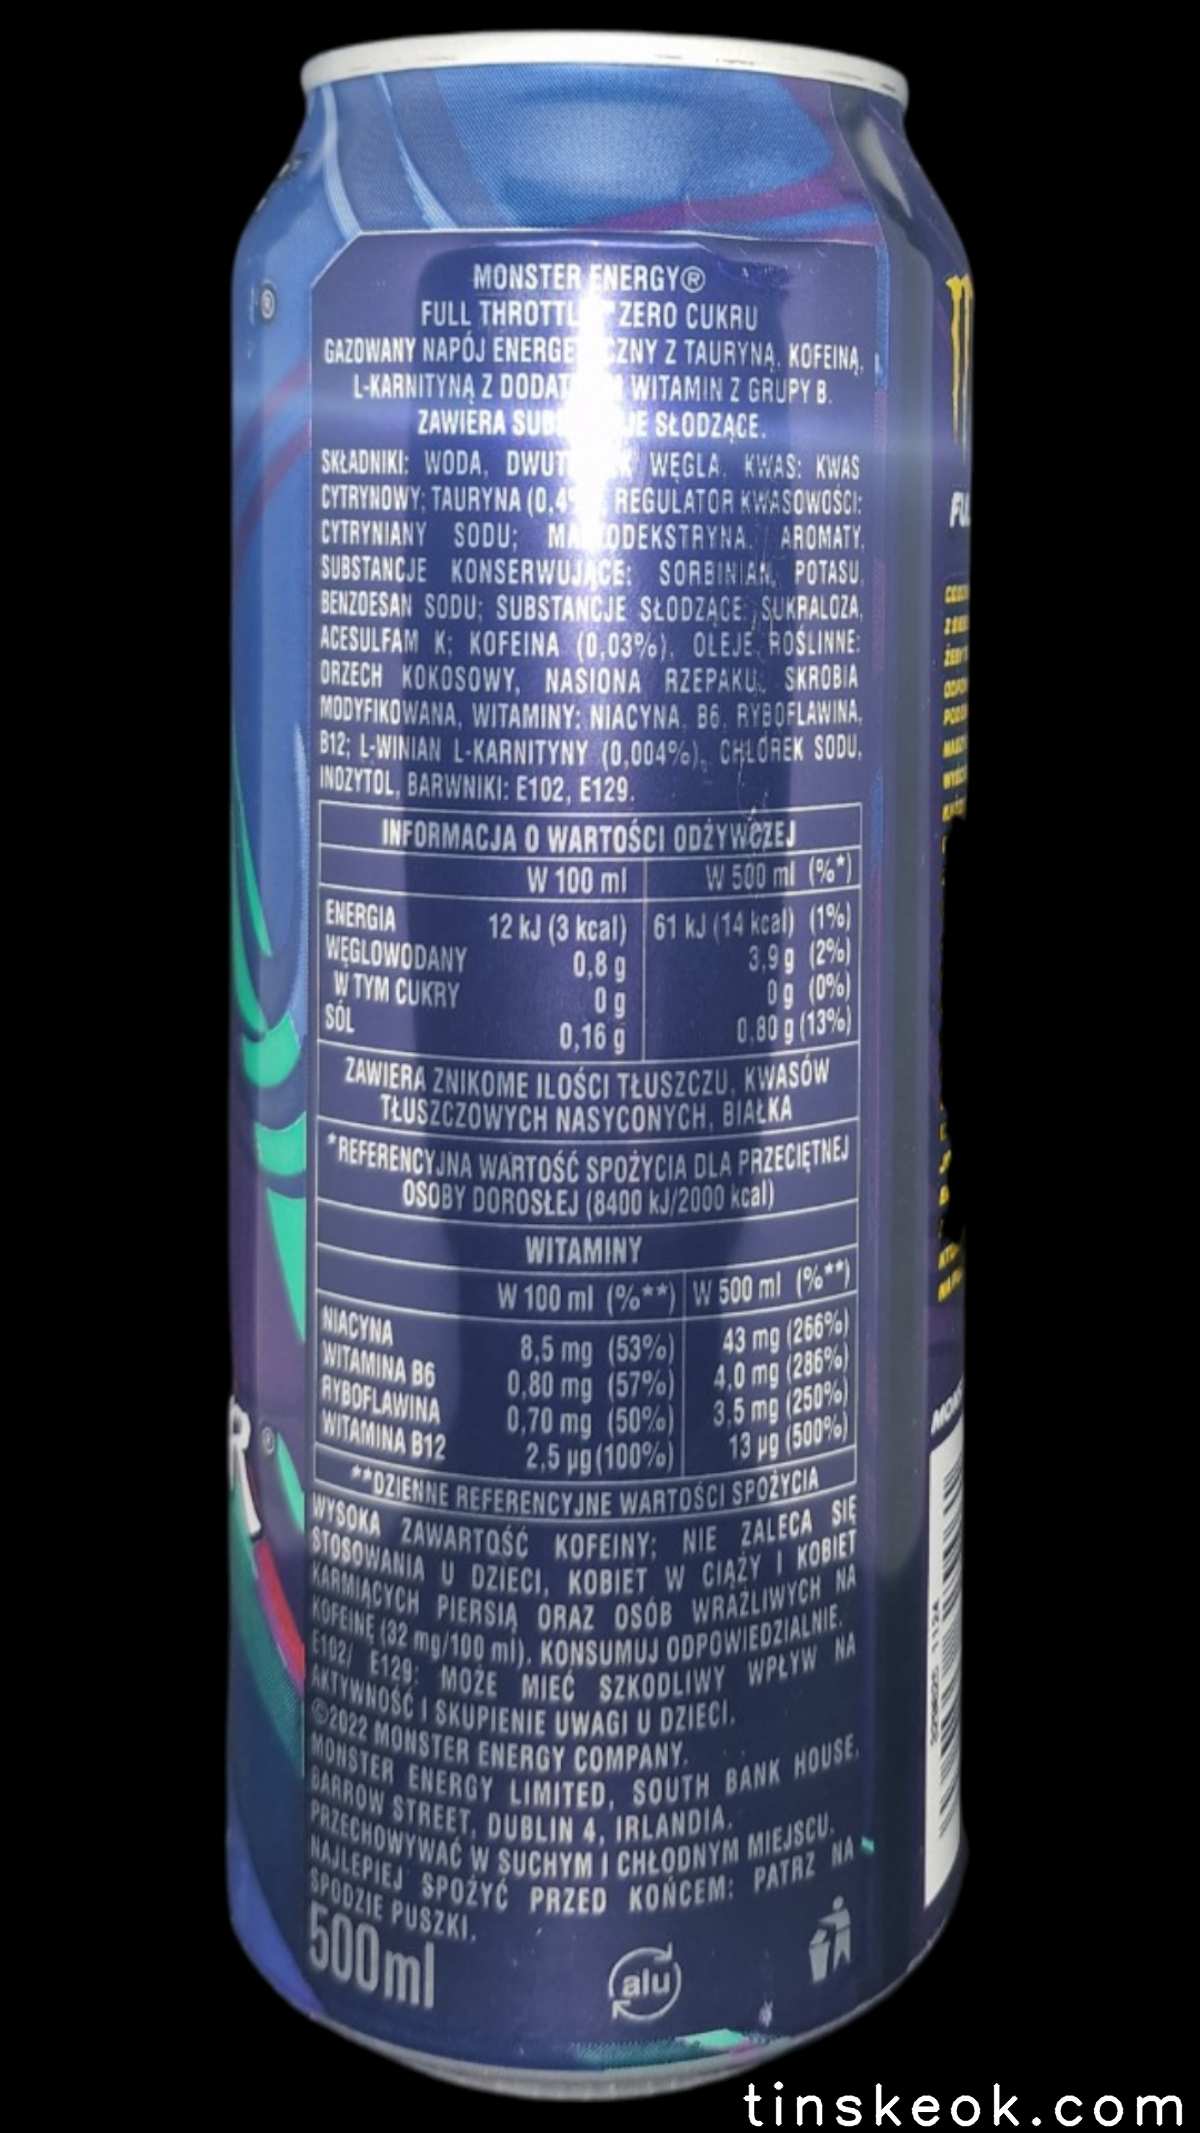 MONSTER ENERGY®
FULL THROTTL ZERO CUKRU
GAZOWANY NAPÓJ ENERGE CZNY Z TAURYNĄ, KOFEINĄ,
L-KARNITYNĄ Z DODAT WITAMIN Z GRUPY B.
ZAWIERA SUB JE SŁODZĄCE.
SKŁADNIKI: WODA, DWUT K WĘGLA, KWAS: KWAS
CYTRYNOWY; TAURYNA (0,4% REGULATOR KWASOWOŚCI:
CYTRYNIANY SODU; MA ODEKSTRYNA, AROMATY,
SUBSTANCJE KONSERWUJĄCE: SORBINIAN POTASU,
BENZOESAN SODU; SUBSTANCJE SŁODZĄCE: SUKRALOZA,
ACESULFAM K; KOFEINA (0,03%), OLEJE ROŚLINNE:
ORZECH KOKOSOWY, NASIONA RZEPAKU, SKROBIA
MODYFIKOWANA, WITAMINY: NIACYNA, B6, RYBOFLAWINA,
B12; L-WINIAN L-KARNITYNY (0,004%), CHLOREK SODU,
INOZYTOL, BARWNIKI: E102, E129.
INFORMACJA O WARTOŚCI ODŻYWCZEJ
W 100 ml W 500 ml (%*)
ENERGIA 12 kJ (3 kcal) 61 kJ (14 kcal) (1%)
WĘGLOWODANY 0,8 g 3,9 g (2%)
W TYM CUKRY 0 g 0 g (0%)
SÓL 0,16 g 0,80 g (13%)
ZAWIERA ZNIKOME ILOŚCI TŁUSZCZU, KWASÓW
TŁUSZCZOWYCH NASYCONYCH, BIAŁKA
*REFERENCYJNA WARTOŚĆ SPOŻYCIA DLA PRZECIĘTNEJ
OSOBY DOROSŁEJ (8400 kJ/2000 kcal)
WITAMINY
W 100 ml (%**) W 500 ml (%**)
NIACYNA 8,5 mg (53%) 43 mg (266%)
WITAMINA B6 0,80 mg (57%) 4,0 mg (286%)
RYBOFLAWINA 0,70 mg (50%) 3,5 mg (250%)
WITAMINA B12 2,5 µg (100%) 13 µg (500%)
**DZIENNE REFERENCYJNE WARTOŚCI SPOŻYCIA
WYSOKA ZAWARTOŚĆ KOFEINY; NIE ZALECA SIĘ
STOSOWANIA U DZIECI, KOBIET W CIĄŻY I KOBIET
KARMIĄCYCH PIERSIĄ ORAZ OSÓB WRAŻLIWYCH NA
KOFEINĘ (32 mg/100 ml). KONSUMUJ ODPOWIEDZIALNIE.
E102/ E129: MOŻE MIEĆ SZKODLIWY WPŁYW NA
AKTYWNOŚĆ I SKUPIENIE UWAGI U DZIECI.
©2022 MONSTER ENERGY COMPANY.
MONSTER ENERGY LIMITED, SOUTH BANK HOUSE,
BARROW STREET, DUBLIN 4, IRLANDIA.
PRZECHOWYWAĆ W SUCHYM I CHŁODNYM MIEJSCU.
NAJLEPIEJ SPOŻYĆ PRZED KOŃCEM: PATRZ NA
SPODZIE PUSZKI.
500ml
alu
tinskeok.com